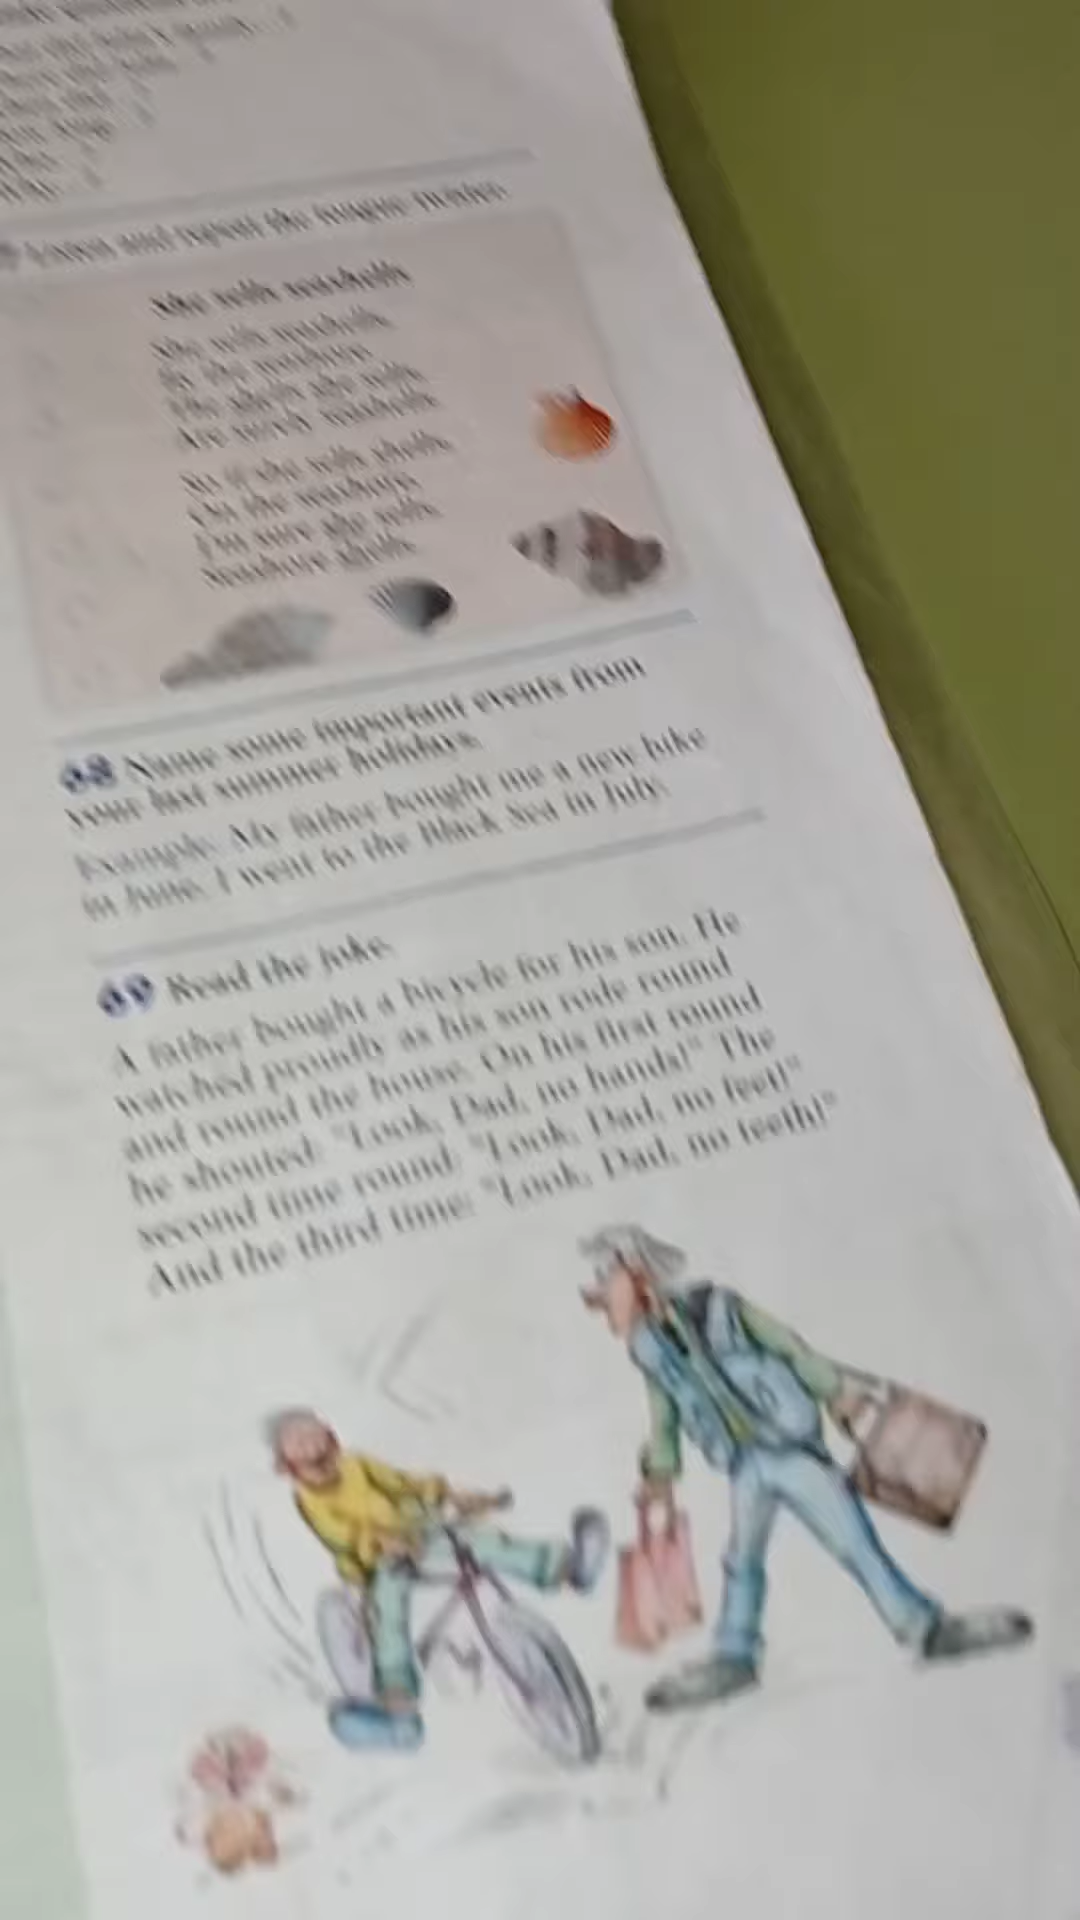 Listen and repeat the tongue twister.
She sells seashells
She sells seashells
By the seashore.
The shells she sells
Are surely seashells.
So if she sells shells
On the seashore,
I'm sure she sells
Seashore shells.
Name some important events from
your last summer holidays.
Example: My father bought me a new bike
in June. I went to the Black Sea in July.
Read the joke.
A father bought a bicycle for his son. He
watched proudly as his son rode round
and round the house. On his first round
he shouted: "Look, Dad, no hands!" The
second time round: "Look, Dad, no feet!"
And the third time: "Look, Dad, no teeth!"